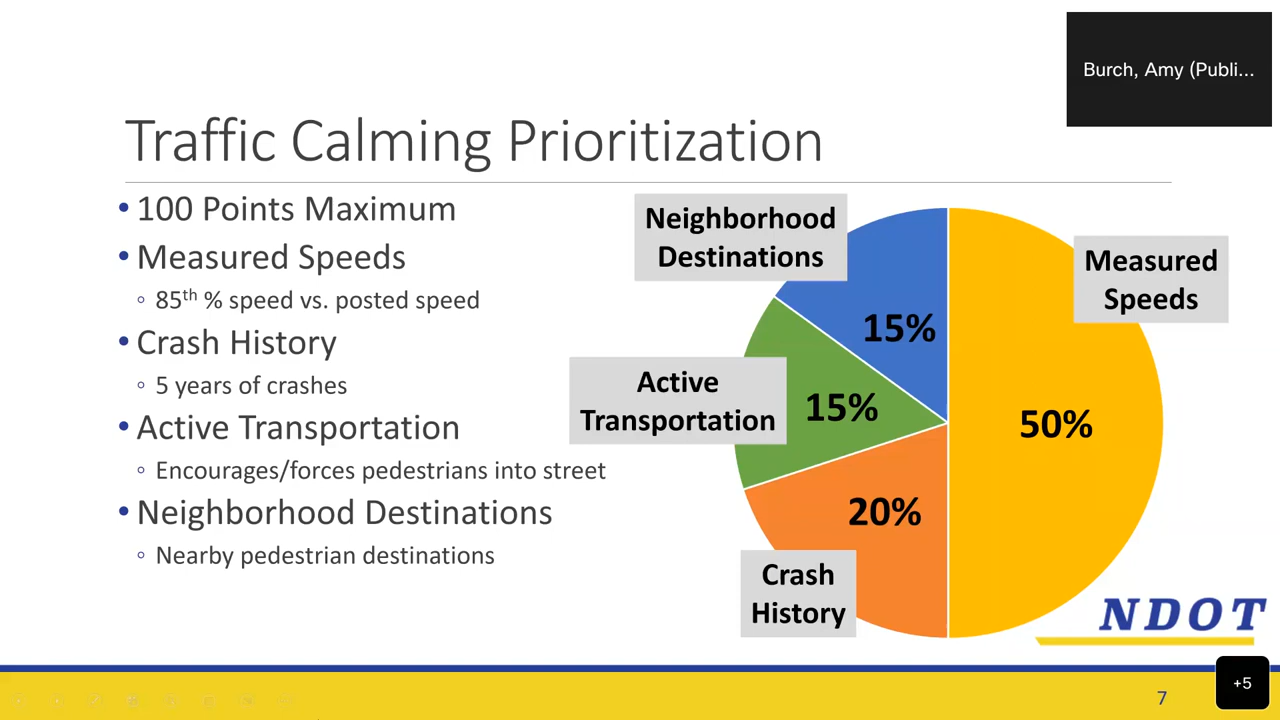 Burch, Amy (Publi...
Traffic Calming Prioritization
• 100 Points Maximum
• Measured Speeds
◦ 85th % speed vs. posted speed
• Crash History
◦ 5 years of crashes
• Active Transportation
◦ Encourages/forces pedestrians into street
• Neighborhood Destinations
◦ Nearby pedestrian destinations
Neighborhood
Destinations
15%
Measured
Speeds
50%
Active
Transportation
15%
20%
Crash
History
NDOT
7
+5